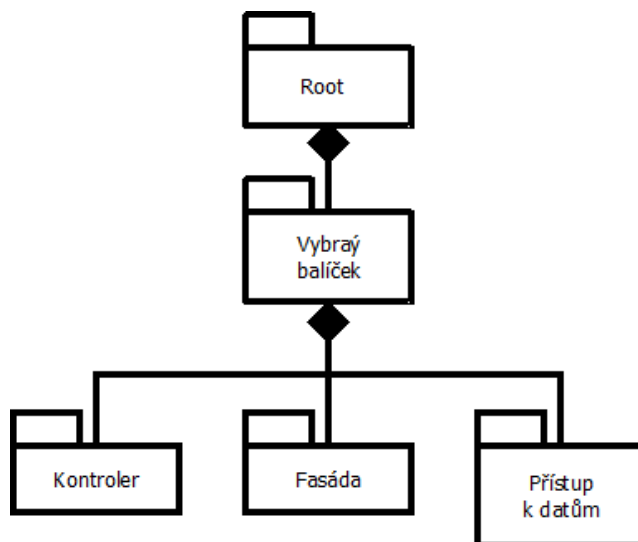 Root
Vybraý
balíček
Kontroler
Fasáda
Přístup
k datům